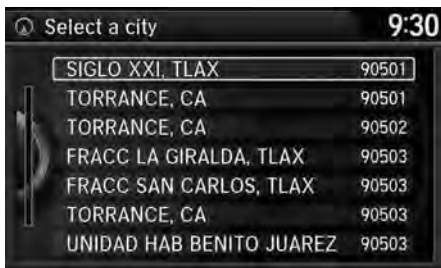 Select a city 9:30
SIGLO XXI, TLAX 90501
TORRANCE, CA 90501
TORRANCE, CA 90502
FRACC LA GIRALDA, TLAX 90503
FRACC SAN CARLOS, TLAX 90503
TORRANCE, CA 90503
UNIDAD HAB BENITO JUAREZ 90503